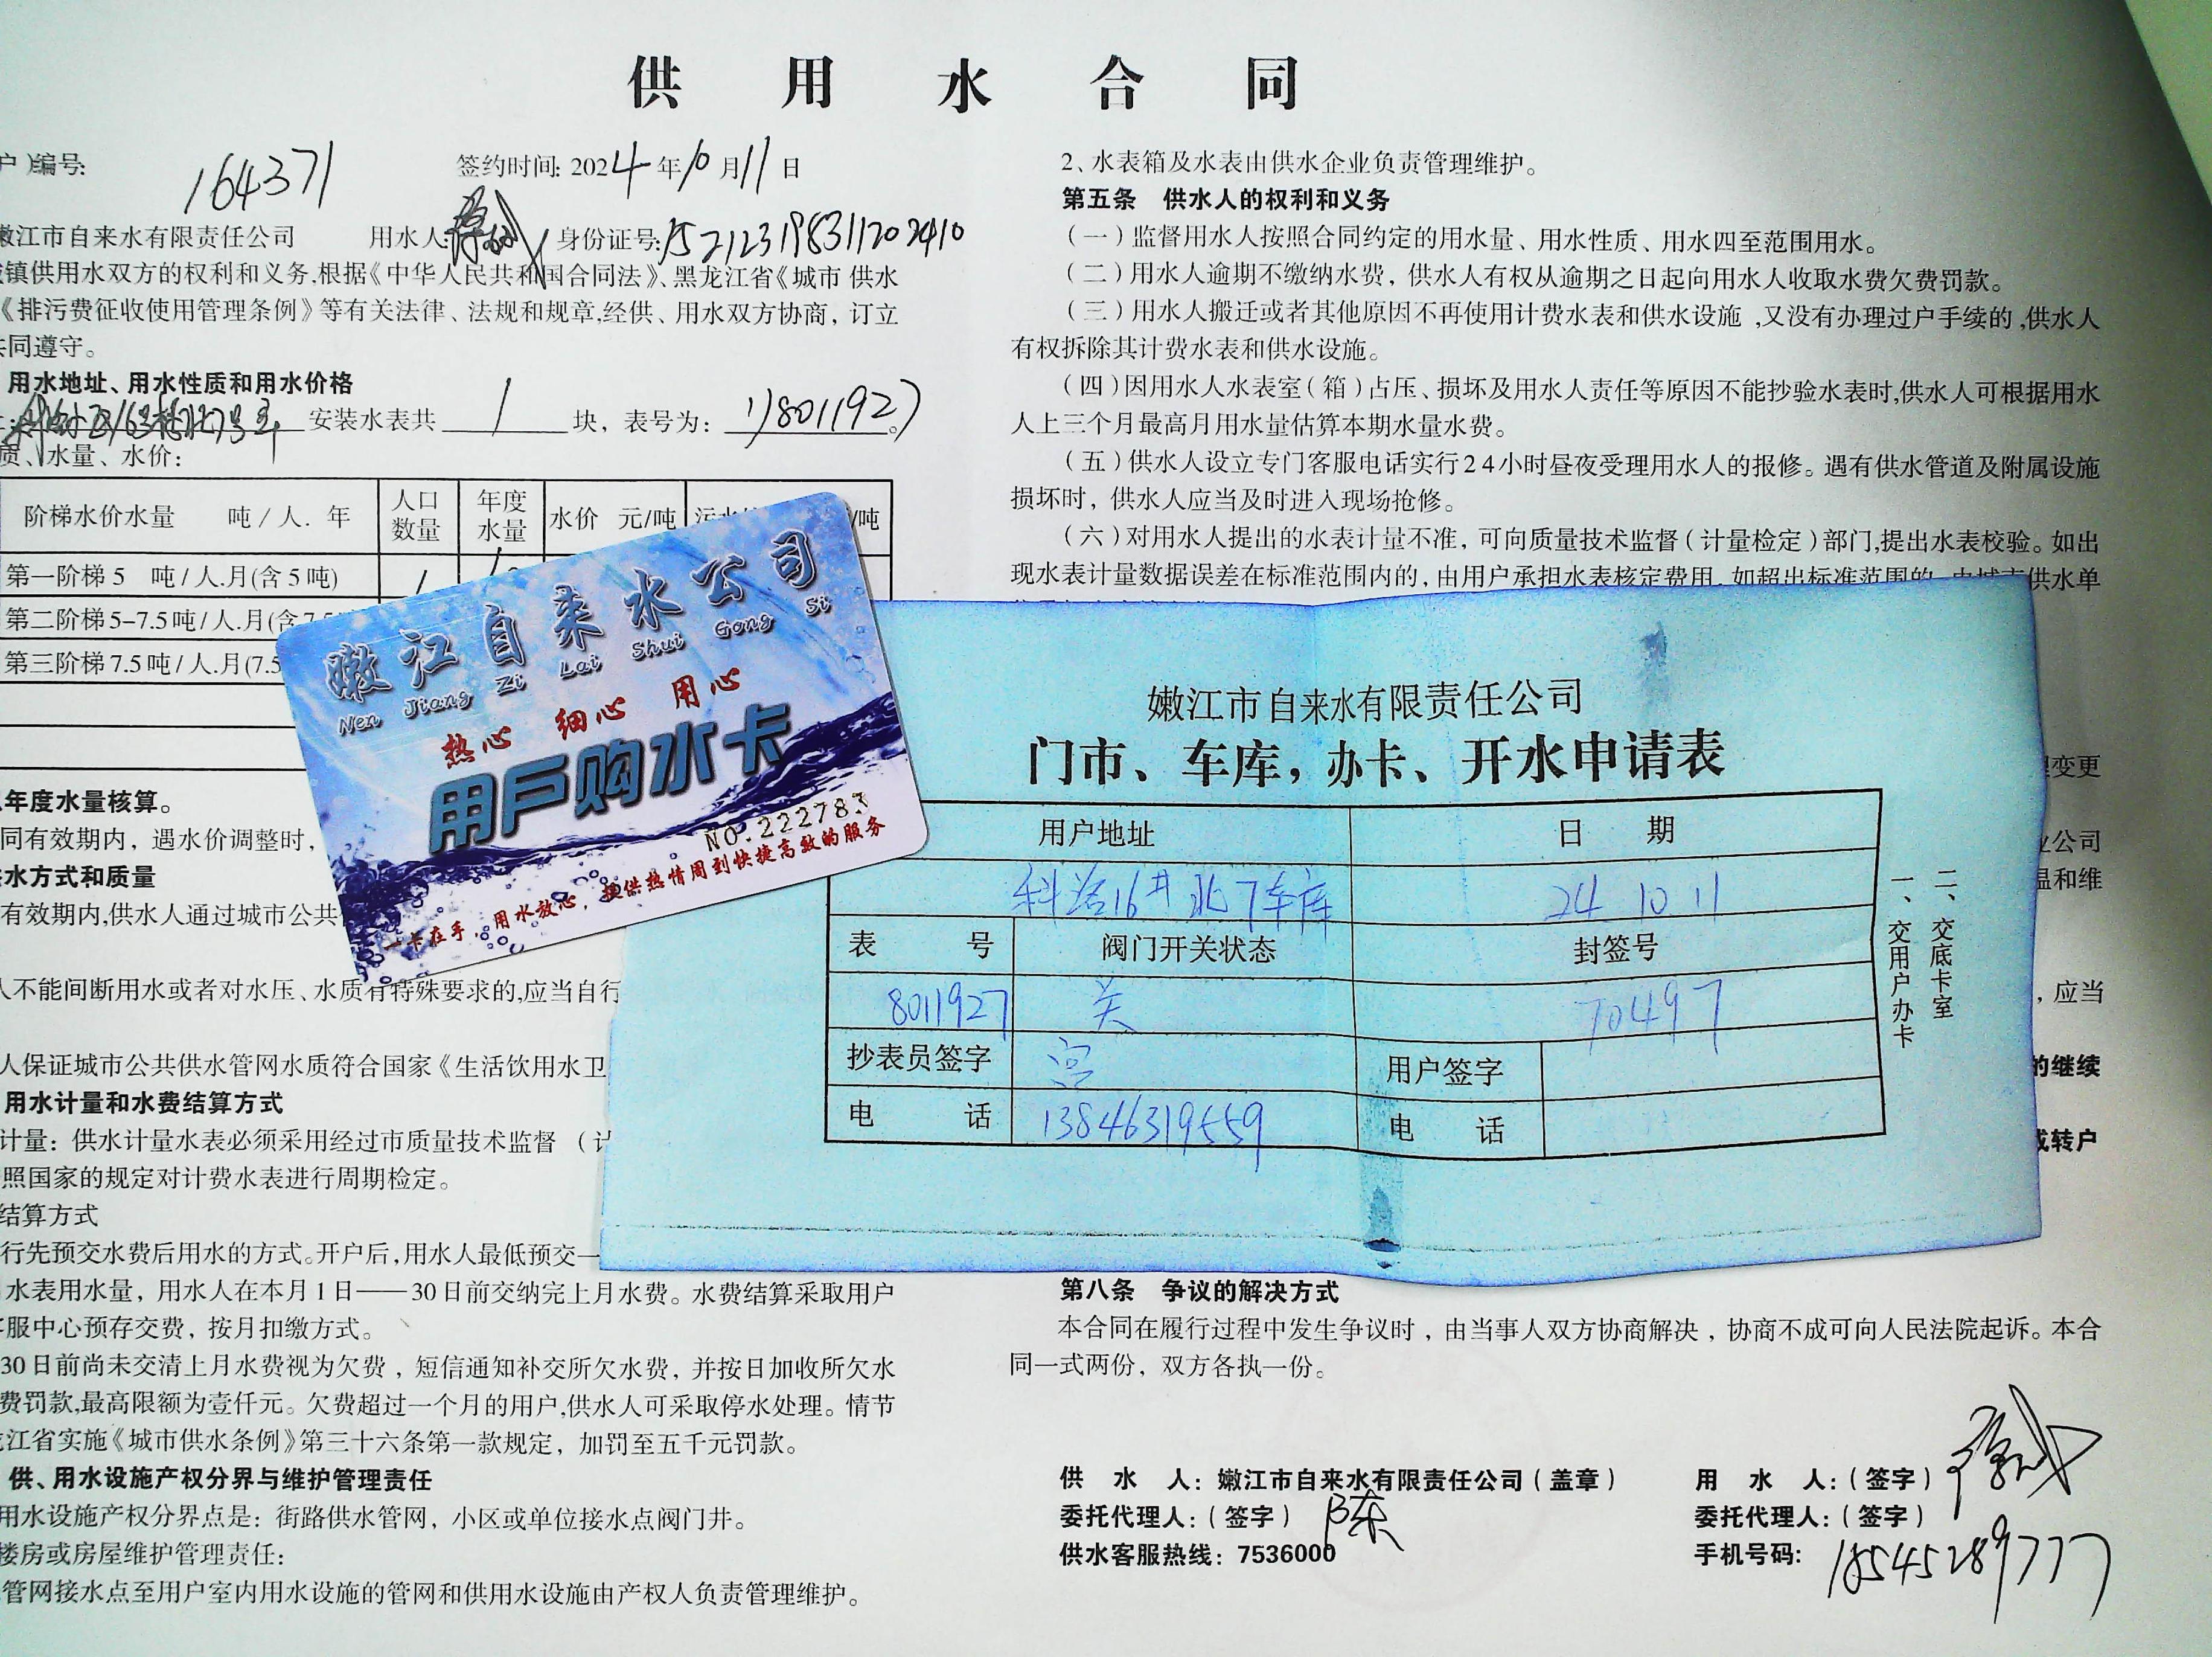 供用水合同
户）编号: 164371 签约时间: 2024年10月11日
嫩江市自来水有限责任公司 用水人: 身份证号: 152123198311202410
镇供用水双方的权利和义务,根据《中华人民共和国合同法》、黑龙江省《城市 供水
《排污费征收使用管理条例》等有关法律、法规和规章,经供、用水双方协商，订立
共同遵守。
用水地址、用水性质和用水价格
安装水表共 1 块，表号为： 118011927。
质、水量、水价：
阶梯水价水量 吨 / 人. 年 人口数量 年度水量 水价 元/吨 /吨
第一阶梯 5 吨 / 人.月(含 5 吨) 1
第二阶梯 5-7.5 吨 / 人.月(含 7.5
第三阶梯 7.5 吨 / 人.月(7.5
年度水量核算。
同有效期内，遇水价调整时，
水方式和质量
有效期内,供水人通过城市公共
人不能间断用水或者对水压、水质有特殊要求的,应当自行
人保证城市公共供水管网水质符合国家《生活饮用水卫
用水计量和水费结算方式
计量：供水计量水表必须采用经过市质量技术监督（计
照国家的规定对计费水表进行周期检定。
结算方式
行先预交水费后用水的方式。开户后,用水人最低预交一
水表用水量，用水人在本月 1 日——30 日前交纳完上月水费。水费结算采取用户
服中心预存交费，按月扣缴方式。
30 日前尚未交清上月水费视为欠费，短信通知补交所欠水费，并按日加收所欠水
费罚款,最高限额为壹仟元。欠费超过一个月的用户,供水人可采取停水处理。情节
江省实施《城市供水条例》第三十六条第一款规定，加罚至五千元罚款。
供、用水设施产权分界与维护管理责任
用水设施产权分界点是：街路供水管网，小区或单位接水点阀门井。
楼房或房屋维护管理责任：
管网接水点至用户室内用水设施的管网和供用水设施由产权人负责管理维护。
2、水表箱及水表由供水企业负责管理维护。
第五条 供水人的权利和义务
（一）监督用水人按照合同约定的用水量、用水性质、用水四至范围用水。
（二）用水人逾期不缴纳水费，供水人有权从逾期之日起向用水人收取水费欠费罚款。
（三）用水人搬迁或者其他原因不再使用计费水表和供水设施,又没有办理过户手续的,供水人
有权拆除其计费水表和供水设施。
（四）因用水人水表室（箱）占压、损坏及用水人责任等原因不能抄验水表时,供水人可根据用水
人上三个月最高月用水量估算本期水量水费。
（五）供水人设立专门客服电话实行24小时昼夜受理用水人的报修。遇有供水管道及附属设施
损坏时，供水人应当及时进入现场抢修。
（六）对用水人提出的水表计量不准，可向质量技术监督（计量检定）部门,提出水表校验。如出
现水表计量数据误差在标准范围内的，由用户承担水表核定费用。如超出标准范围的，由城市供水单
变更
公司
温和维
，应当
的继续
或转户
第八条 争议的解决方式
本合同在履行过程中发生争议时，由当事人双方协商解决，协商不成可向人民法院起诉。本合
同一式两份，双方各执一份。
供 水 人：嫩江市自来水有限责任公司（盖章） 用 水 人：（签字）
委托代理人：（签字） 陈 委托代理人：（签字）
供水客服热线：7536000 手机号码: 18545289777
嫩江自来水公司
Nen Jiang Zi Lai Shui Gong Si
热心 细心 用心
用户购水卡
NO.222783
一卡在手，用水放心，提供热情周到快捷高效的服务
嫩江市自来水有限责任公司
门市、车库，办卡、开水申请表
用户地址 日 期
科洛16# 北7车库 24 10 11
表 号 阀门开关状态 封签号
8011927 关 70497
抄表员签字 宫 用户签字
电 话 13846319559 电 话
一、交用户办卡
二、交底卡室